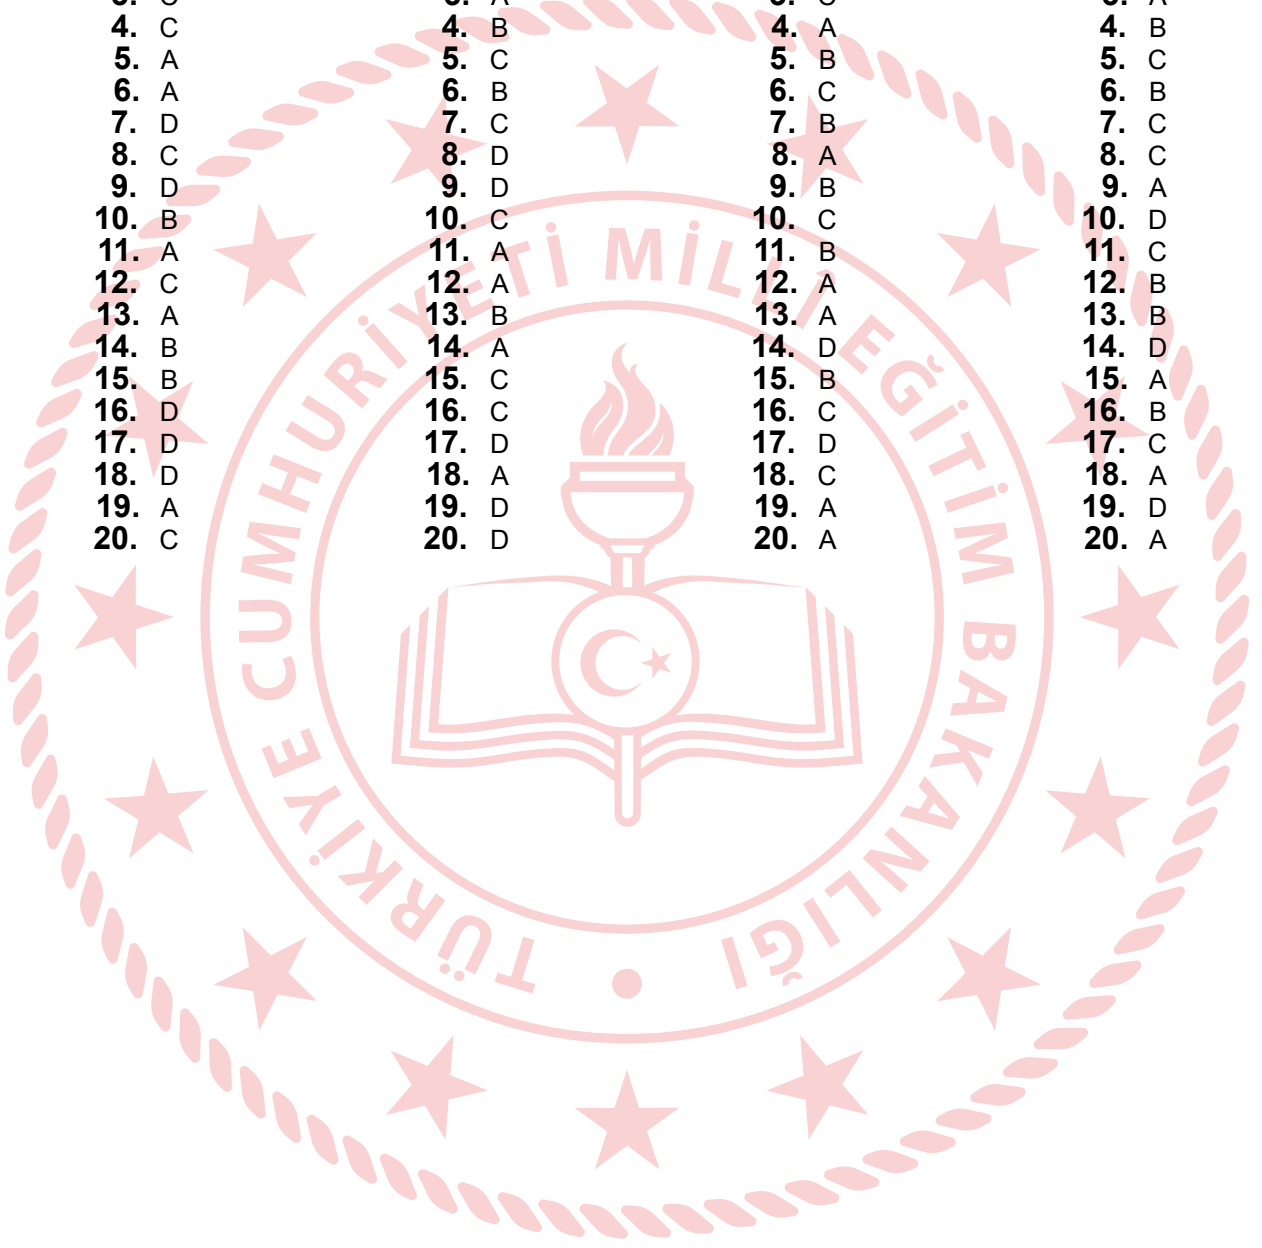 4. C 4. B 4. A 4. B
5. A 5. C 5. B 5. C
6. A 6. B 6. C 6. B
7. D 7. C 7. B 7. C
8. C 8. D 8. A 8. C
9. D 9. D 9. B 9. A
10. B 10. C 10. C 10. D
11. A 11. A 11. B 11. C
12. C 12. A 12. A 12. B
13. A 13. B 13. A 13. B
14. B 14. A 14. D 14. D
15. B 15. C 15. B 15. A
16. D 16. C 16. C 16. B
17. D 17. D 17. D 17. C
18. D 18. A 18. C 18. A
19. A 19. D 19. A 19. D
20. C 20. D 20. A 20. A
TÜRKİYE CUMHURİYETİ MİLLÎ EĞİTİM BAKANLIĞI